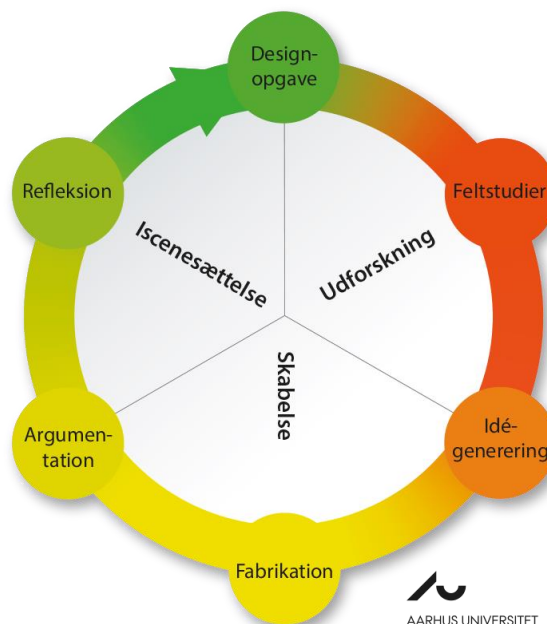 Design-
opgave
Feltstudier
Refleksion
Iscenesættelse
Udforskning
Skabelse
Argumen-
tation
Idé-
generering
Fabrikation
AARHUS UNIVERSITET